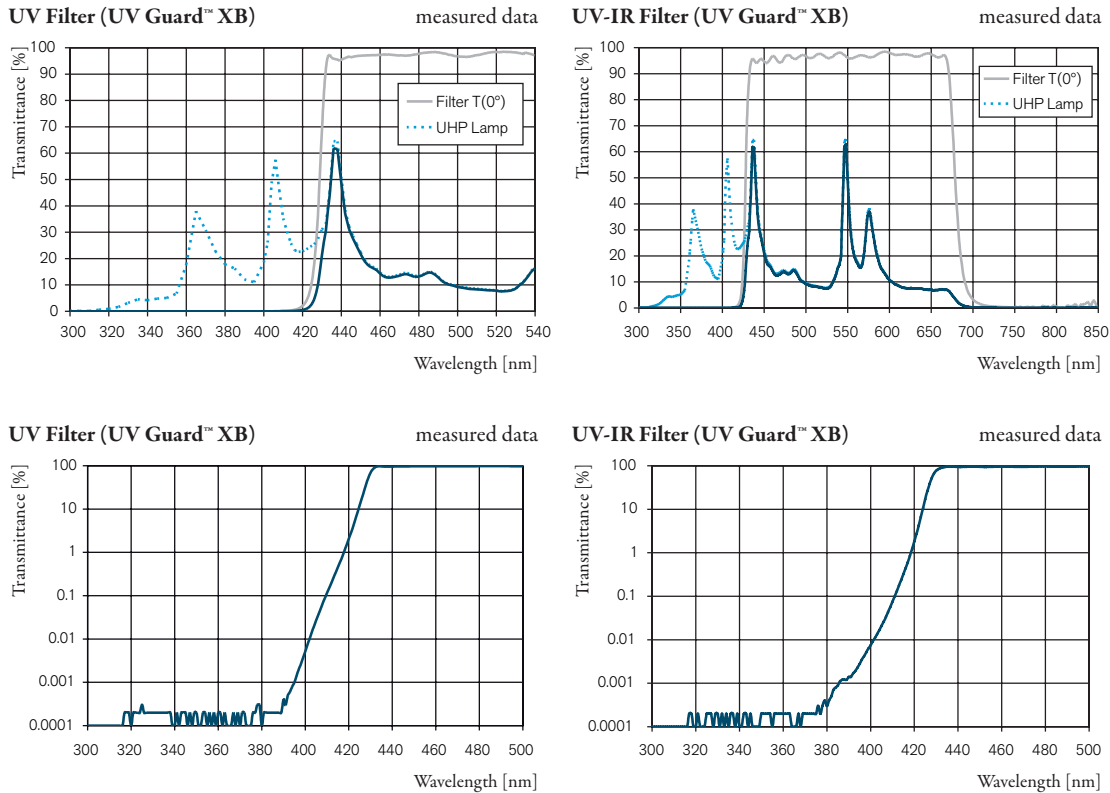 UV Filter (UV Guard™ XB) measured data
Transmittance [%]
100
90
80
70
60
50
40
30
20
10
0
Filter T(0°)
UHP Lamp
300 320 340 360 380 400 420 440 460 480 500 520 540
Wavelength [nm]
UV-IR Filter (UV Guard™ XB) measured data
Transmittance [%]
100
90
80
70
60
50
40
30
20
10
0
Filter T(0°)
UHP Lamp
300 350 400 450 500 550 600 650 700 750 800 850
Wavelength [nm]
UV Filter (UV Guard™ XB) measured data
Transmittance [%]
100
10
1
0.1
0.01
0.001
0.0001
300 320 340 360 380 400 420 440 460 480 500
Wavelength [nm]
UV-IR Filter (UV Guard™ XB) measured data
Transmittance [%]
100
10
1
0.1
0.01
0.001
0.0001
300 320 340 360 380 400 420 440 460 480 500
Wavelength [nm]